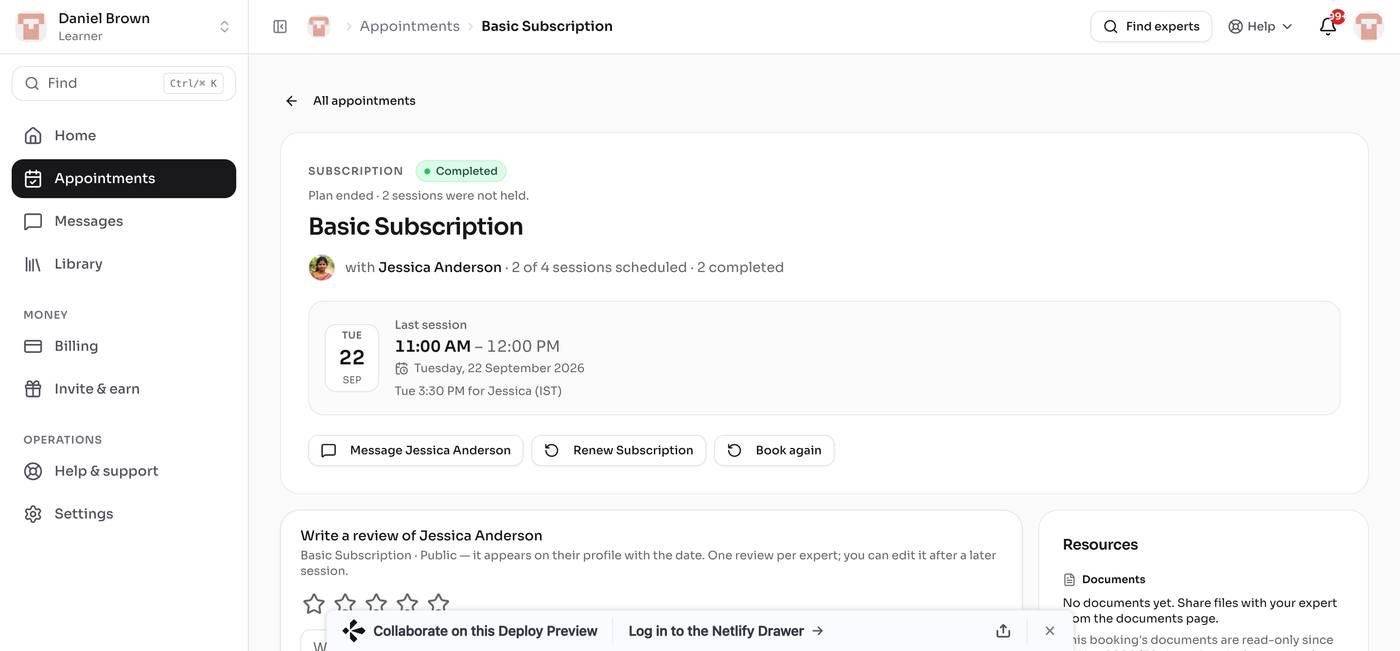 Daniel Brown
Learner
Appointments
Basic Subscription
Find experts
Help
99+
Find
Ctrl/⌘ K
Home
Appointments
Messages
Library
MONEY
Billing
Invite & earn
OPERATIONS
Help & support
Settings
All appointments
SUBSCRIPTION
Completed
Plan ended · 2 sessions were not held.
Basic Subscription
with Jessica Anderson · 2 of 4 sessions scheduled · 2 completed
TUE
22
SEP
Last session
11:00 AM – 12:00 PM
Tuesday, 22 September 2026
Tue 3:30 PM for Jessica (IST)
Message Jessica Anderson
Renew Subscription
Book again
Write a review of Jessica Anderson
Basic Subscription · Public — it appears on their profile with the date. One review per expert; you can edit it after a later
session.
Resources
Documents
No documents yet. Share files with your expert
the documents page.
booking's documents are read-only since
Collaborate on this Deploy Preview
Log in to the Netlify Drawer